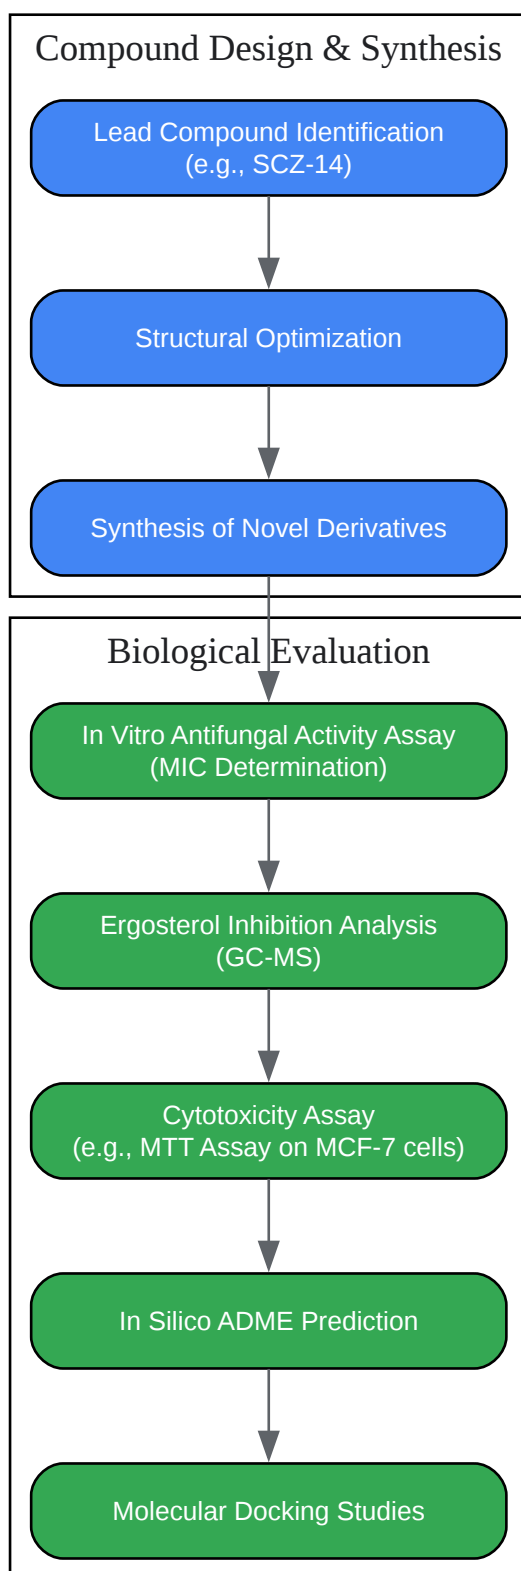 Compound Design & Synthesis
Lead Compound Identification
(e.g., SCZ-14)
Structural Optimization
Synthesis of Novel Derivatives
Biological Evaluation
In Vitro Antifungal Activity Assay
(MIC Determination)
Ergosterol Inhibition Analysis
(GC-MS)
Cytotoxicity Assay
(e.g., MTT Assay on MCF-7 cells)
In Silico ADME Prediction
Molecular Docking Studies